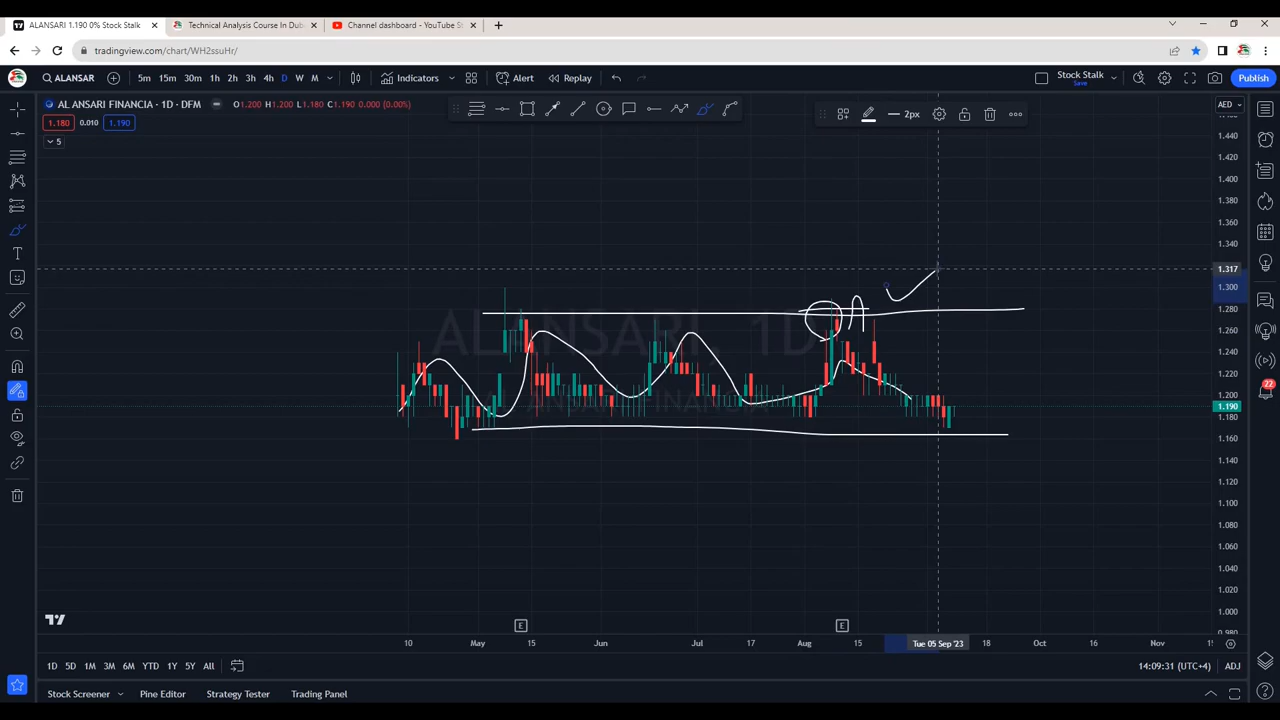 ALANSARI 1.190 0% Stock Stalk
Technical Analysis Course In Dub
Channel dashboard - YouTube St
tradingview.com/chart/WH2ssuHr/
ALANSAR
5m 15m 30m 1h 2h 3h 4h D W M
Indicators
Alert
Replay
Stock Stalk
Save
Publish
AL ANSARI FINANCIA · 1D · DFM O1.200 H1.200 L1.180 C1.190 0.000 (0.00%)
AED
1.180 0.010 1.190
2px
5
1.440
1.420
1.400
1.380
1.360
1.340
1.317
1.300
1.280
1.260
1.240
1.220
1.200
1.190
1.180
1.160
1.140
1.120
1.100
1.080
1.060
1.040
1.020
1.000
0.980
ALANSARI, 1D
22
E E
10 May 15 Jun Jul 17 Aug 15 Tue 05 Sep '23 18 Oct 16 Nov
1D 5D 1M 3M 6M YTD 1Y 5Y All
14:09:31 (UTC+4) ADJ
Stock Screener Pine Editor Strategy Tester Trading Panel